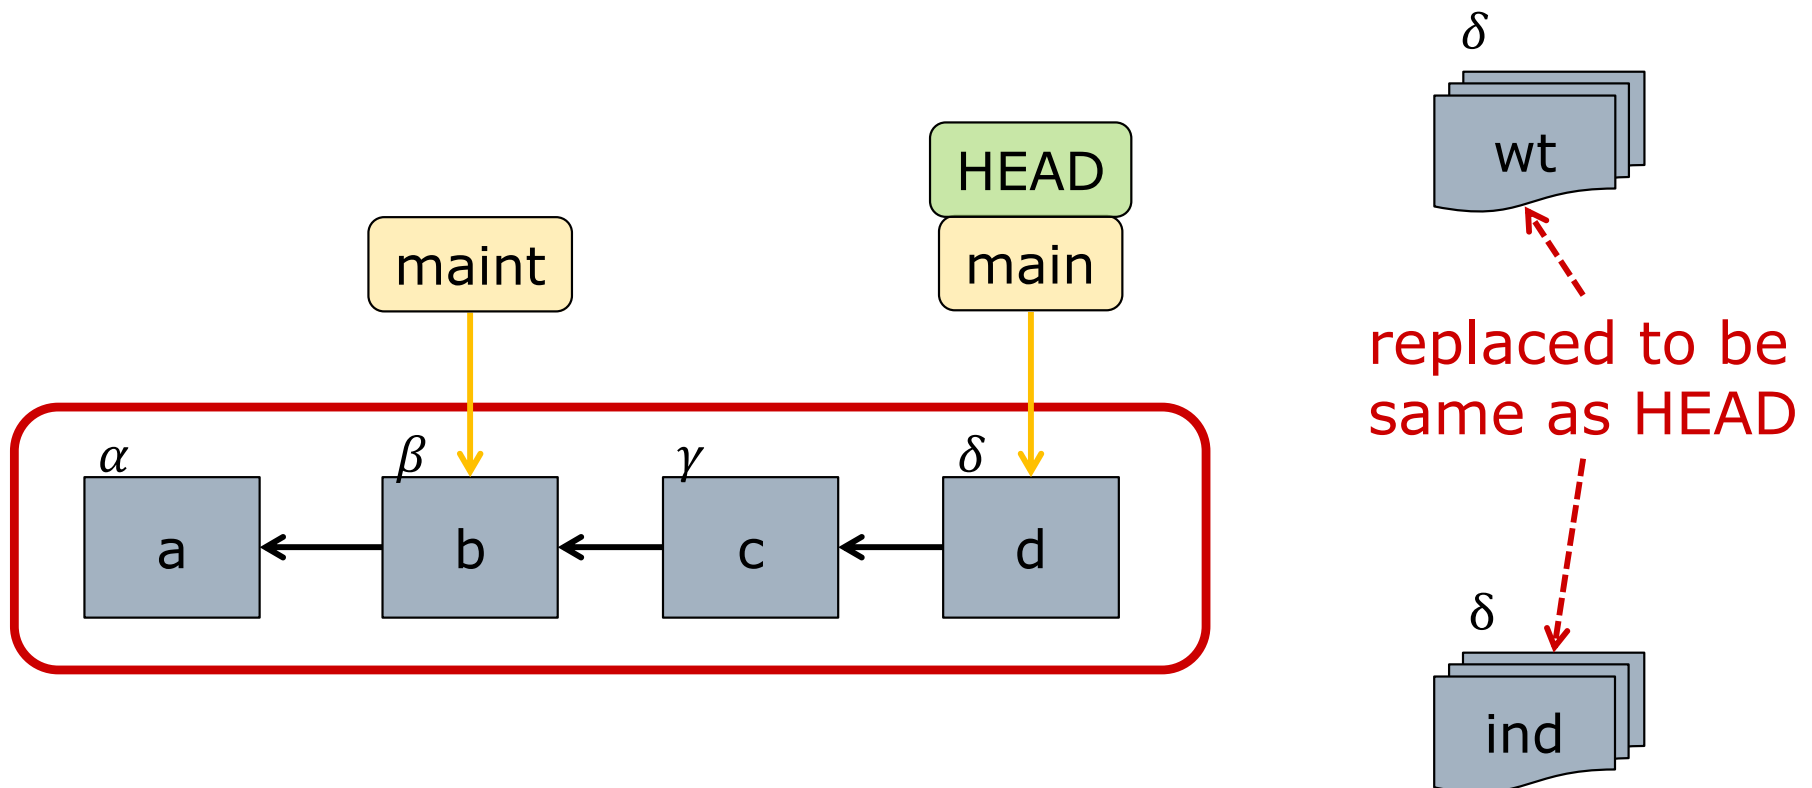 δ
wt
HEAD
maint
main
replaced to be
same as HEAD
α
β
γ
δ
a
b
c
d
δ
ind